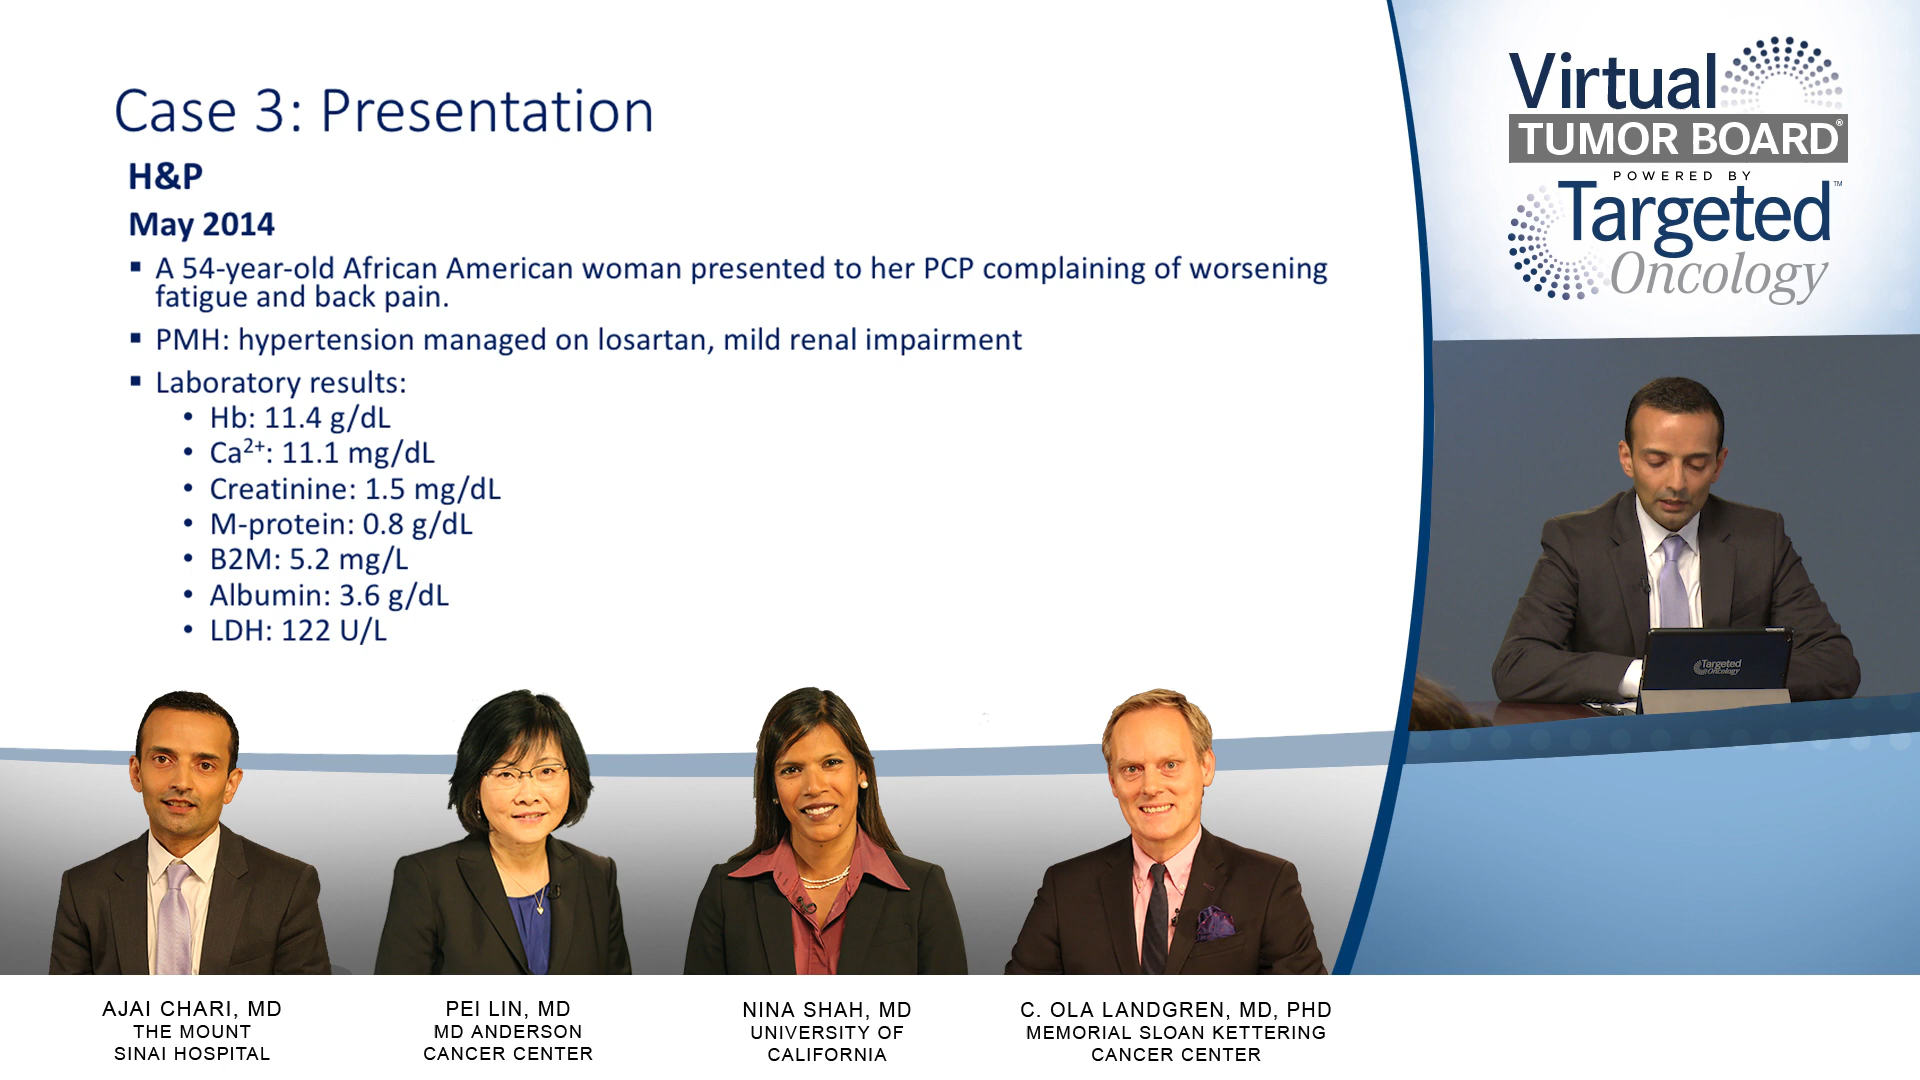 Case 3: Presentation
H&P
May 2014
▪ A 54-year-old African American woman presented to her PCP complaining of worsening
fatigue and back pain.
▪ PMH: hypertension managed on losartan, mild renal impairment
▪ Laboratory results:
• Hb: 11.4 g/dL
• Ca²⁺: 11.1 mg/dL
• Creatinine: 1.5 mg/dL
• M-protein: 0.8 g/dL
• B2M: 5.2 mg/L
• Albumin: 3.6 g/dL
• LDH: 122 U/L
Virtual
TUMOR BOARD®
POWERED BY
Targeted™
Oncology
Targeted
Oncology
AJAI CHARI, MD
THE MOUNT
SINAI HOSPITAL
PEI LIN, MD
MD ANDERSON
CANCER CENTER
NINA SHAH, MD
UNIVERSITY OF
CALIFORNIA
C. OLA LANDGREN, MD, PHD
MEMORIAL SLOAN KETTERING
CANCER CENTER